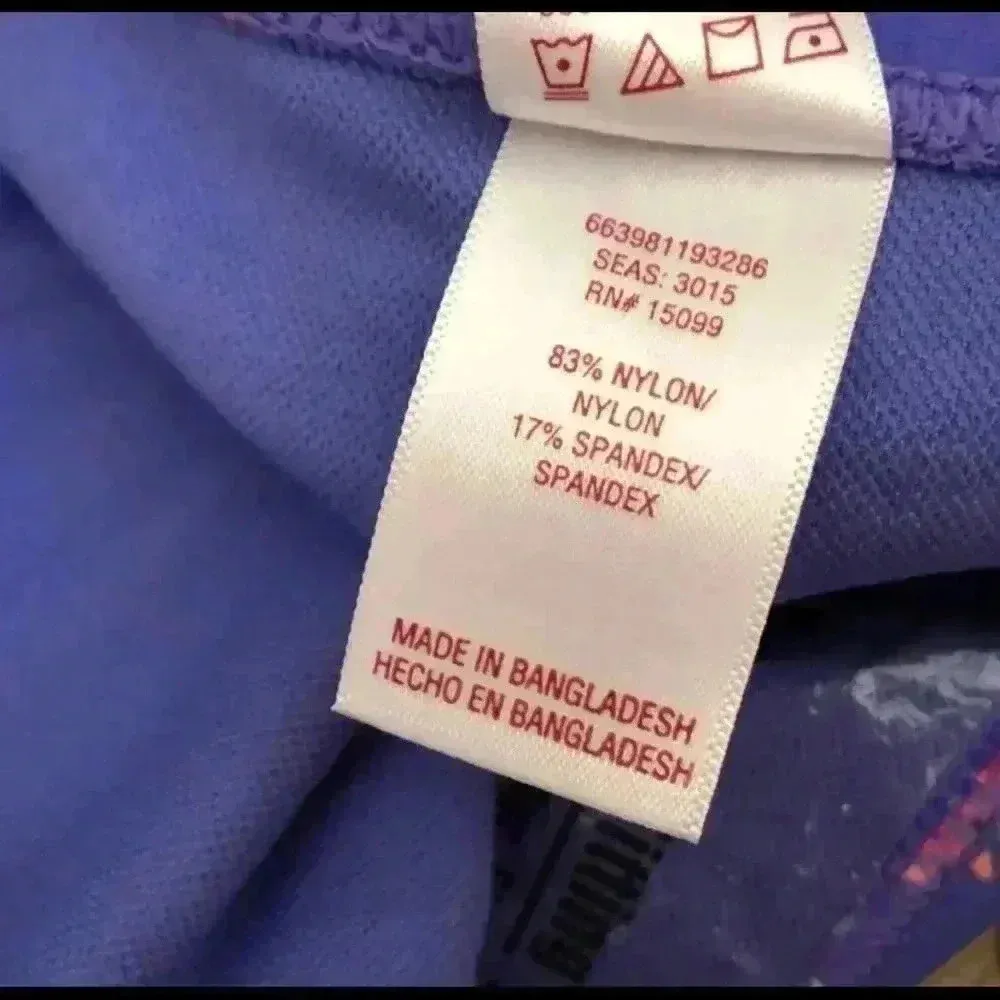 663981193286
SEAS: 3015
RN# 15099
83% NYLON/
NYLON
17% SPANDEX/
SPANDEX
MADE IN BANGLADESH
HECHO EN BANGLADESH